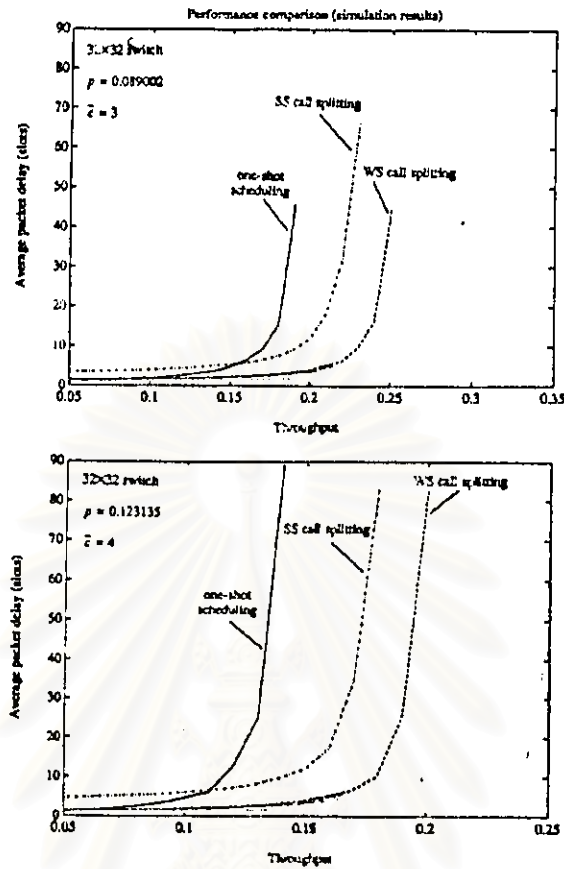 Performance comparison (simulation results)
90
80
70
60
50
40
30
20
10
0
Average packet delay (slots)
32×32 switch
p = 0.089002
c̄ = 3
SS call splitting
one-shot
scheduling
WS call splitting
0.05
0.1
0.15
0.2
0.25
0.3
0.35
Throughput
90
80
70
60
50
40
30
20
10
0
Average packet delay (slots)
32×32 switch
p = 0.123135
c̄ = 4
WS call splitting
SS call splitting
one-shot
scheduling
0.05
0.1
0.15
0.2
0.25
Throughput